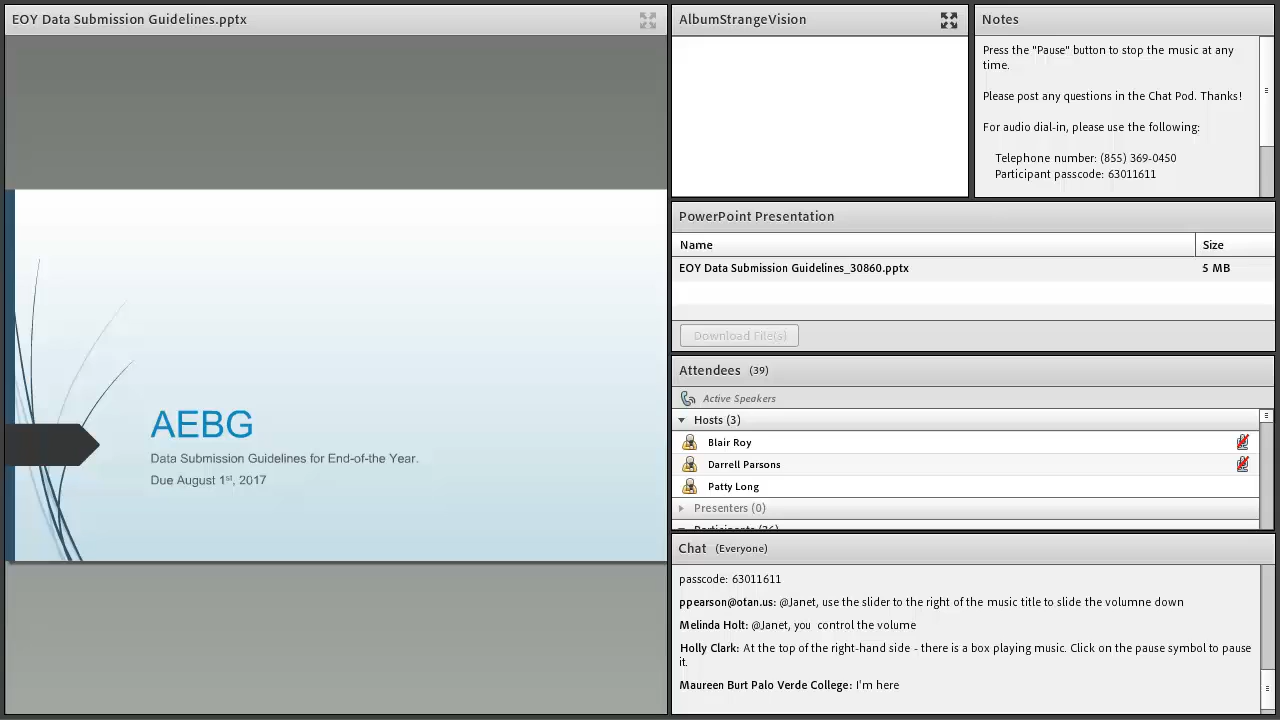 EOY Data Submission Guidelines.pptx
AEBG
Data Submission Guidelines for End-of-the Year.
Due August 1st, 2017
AlbumStrangeVision
Notes
Press the "Pause" button to stop the music at any
time.
Please post any questions in the Chat Pod. Thanks!
For audio dial-in, please use the following:
Telephone number: (855) 369-0450
Participant passcode: 63011611
PowerPoint Presentation
Name Size
EOY Data Submission Guidelines_30860.pptx 5 MB
Download File(s)
Attendees (39)
Active Speakers
Hosts (3)
Blair Roy
Darrell Parsons
Patty Long
Presenters (0)
Participants (36)
Chat (Everyone)
passcode: 63011611
ppearson@otan.us: @Janet, use the slider to the right of the music title to slide the volumne down
Melinda Holt: @Janet, you control the volume
Holly Clark: At the top of the right-hand side - there is a box playing music. Click on the pause symbol to pause
it.
Maureen Burt Palo Verde College: I'm here